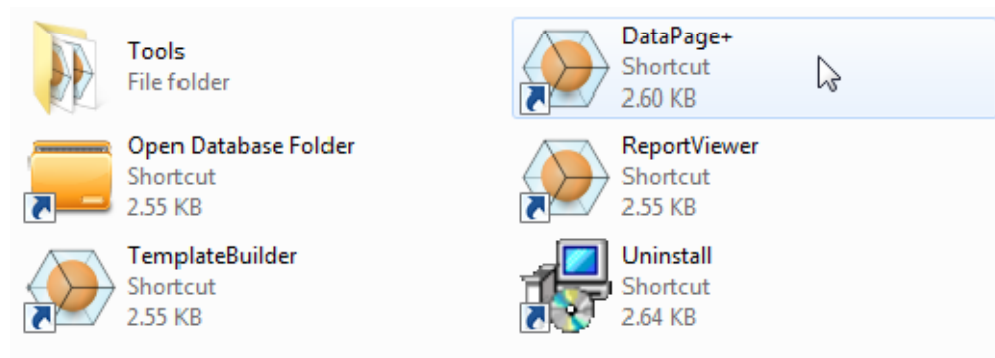 Tools
File folder
DataPage+
Shortcut
2.60 KB
Open Database Folder
Shortcut
2.55 KB
ReportViewer
Shortcut
2.55 KB
TemplateBuilder
Shortcut
2.55 KB
Uninstall
Shortcut
2.64 KB